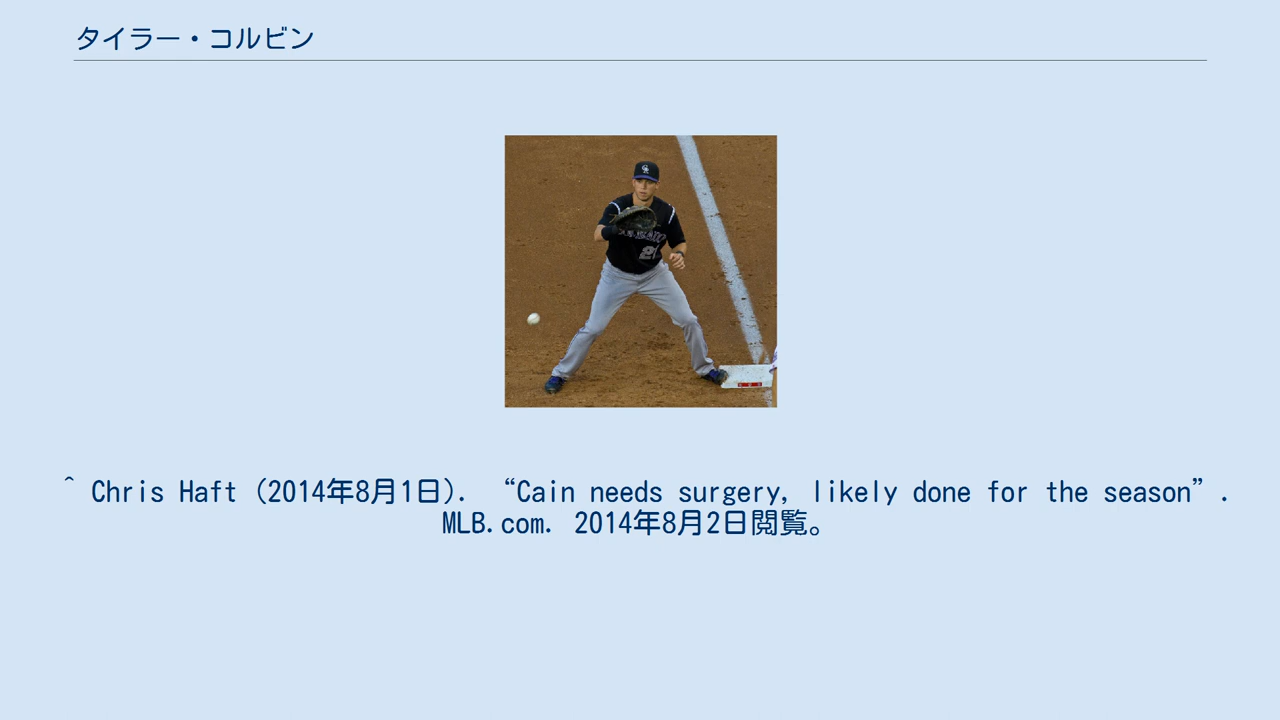 タイラー・コルビン
21
^ Chris Haft (2014年8月1日). “Cain needs surgery, likely done for the season”.
MLB.com. 2014年8月2日閲覧。